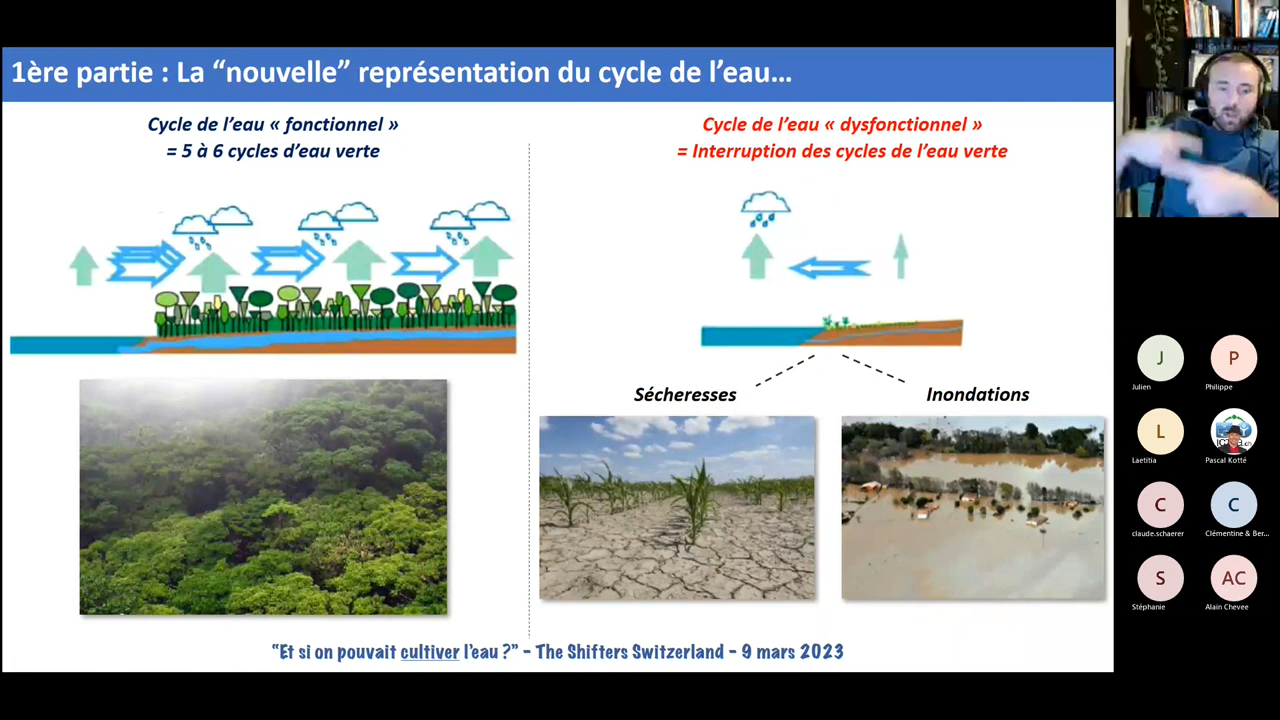 1ère partie : La “nouvelle” représentation du cycle de l’eau…
Cycle de l’eau « fonctionnel »
= 5 à 6 cycles d’eau verte
Cycle de l’eau « dysfonctionnel »
= Interruption des cycles de l’eau verte
Sécheresses
Inondations
“Et si on pouvait cultiver l’eau ?” – The Shifters Switzerland – 9 mars 2023
J
Julien
P
Philippe
L
Laetitia
Pascal Kotté
C
claude.schaerer
C
Clémentine & Ber...
S
Stéphanie
AC
Alain Chevee